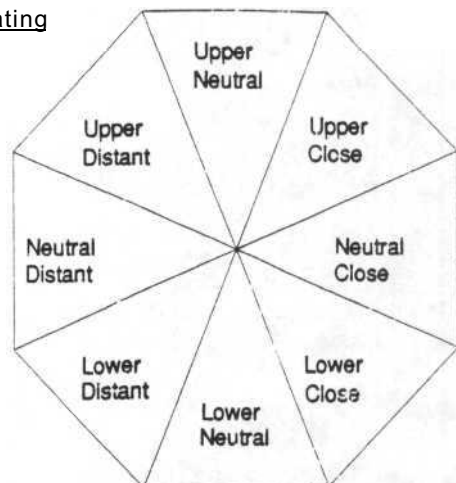 ating
Upper
Neutral
Upper
Distant
Upper
Close
Neutral
Distant
Neutral
Close
Lower
Distant
Lower
Close
Lower
Neutral